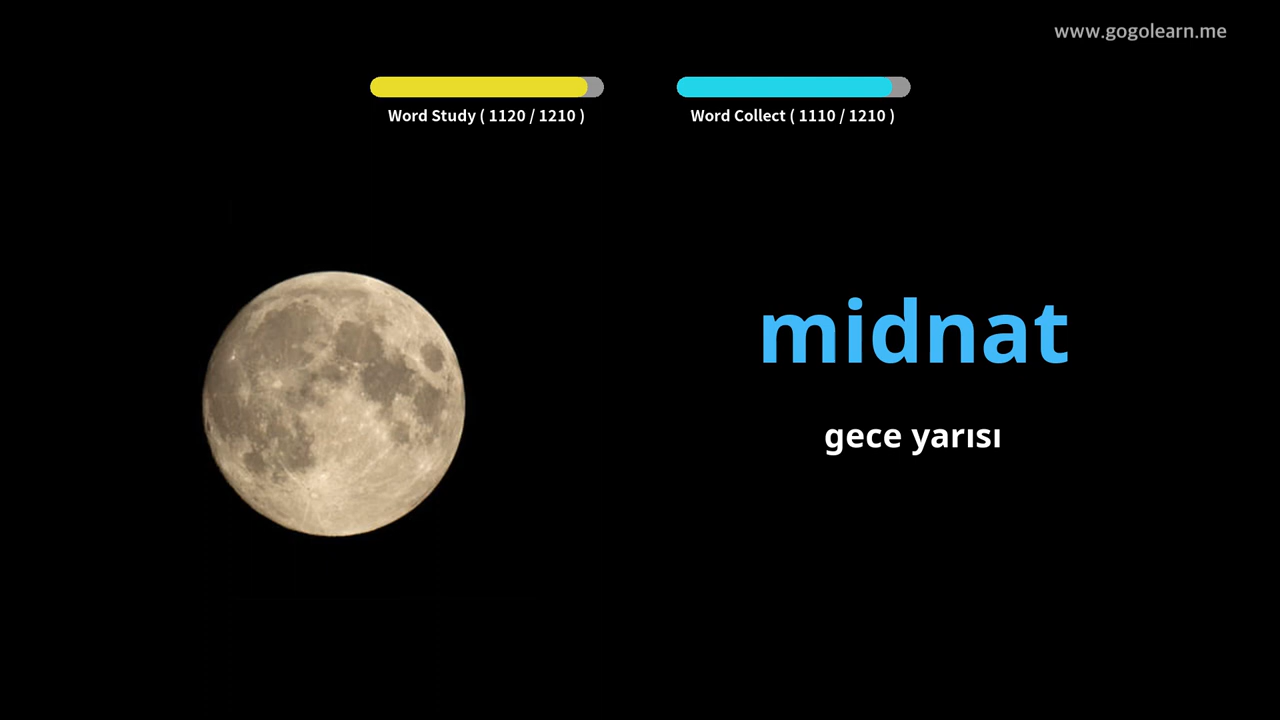 www.gogolearn.me
Word Study ( 1120 / 1210 )
Word Collect ( 1110 / 1210 )
midnat
gece yarısı